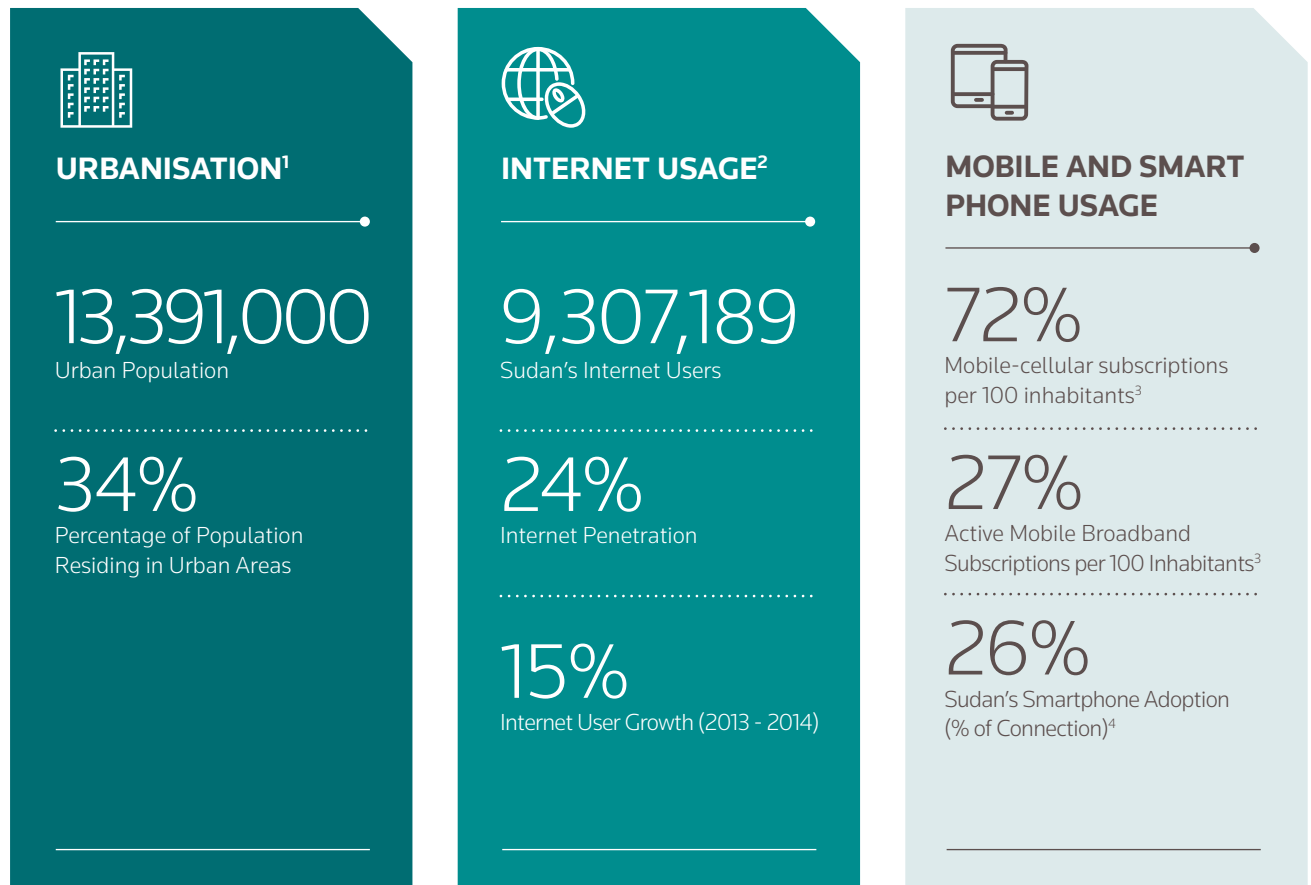 URBANISATION¹
13,391,000
Urban Population
34%
Percentage of Population
Residing in Urban Areas
INTERNET USAGE²
9,307,189
Sudan's Internet Users
24%
Internet Penetration
15%
Internet User Growth (2013 - 2014)
MOBILE AND SMART
PHONE USAGE
72%
Mobile-cellular subscriptions
per 100 inhabitants³
27%
Active Mobile Broadband
Subscriptions per 100 Inhabitants³
26%
Sudan's Smartphone Adoption
(% of Connection)⁴